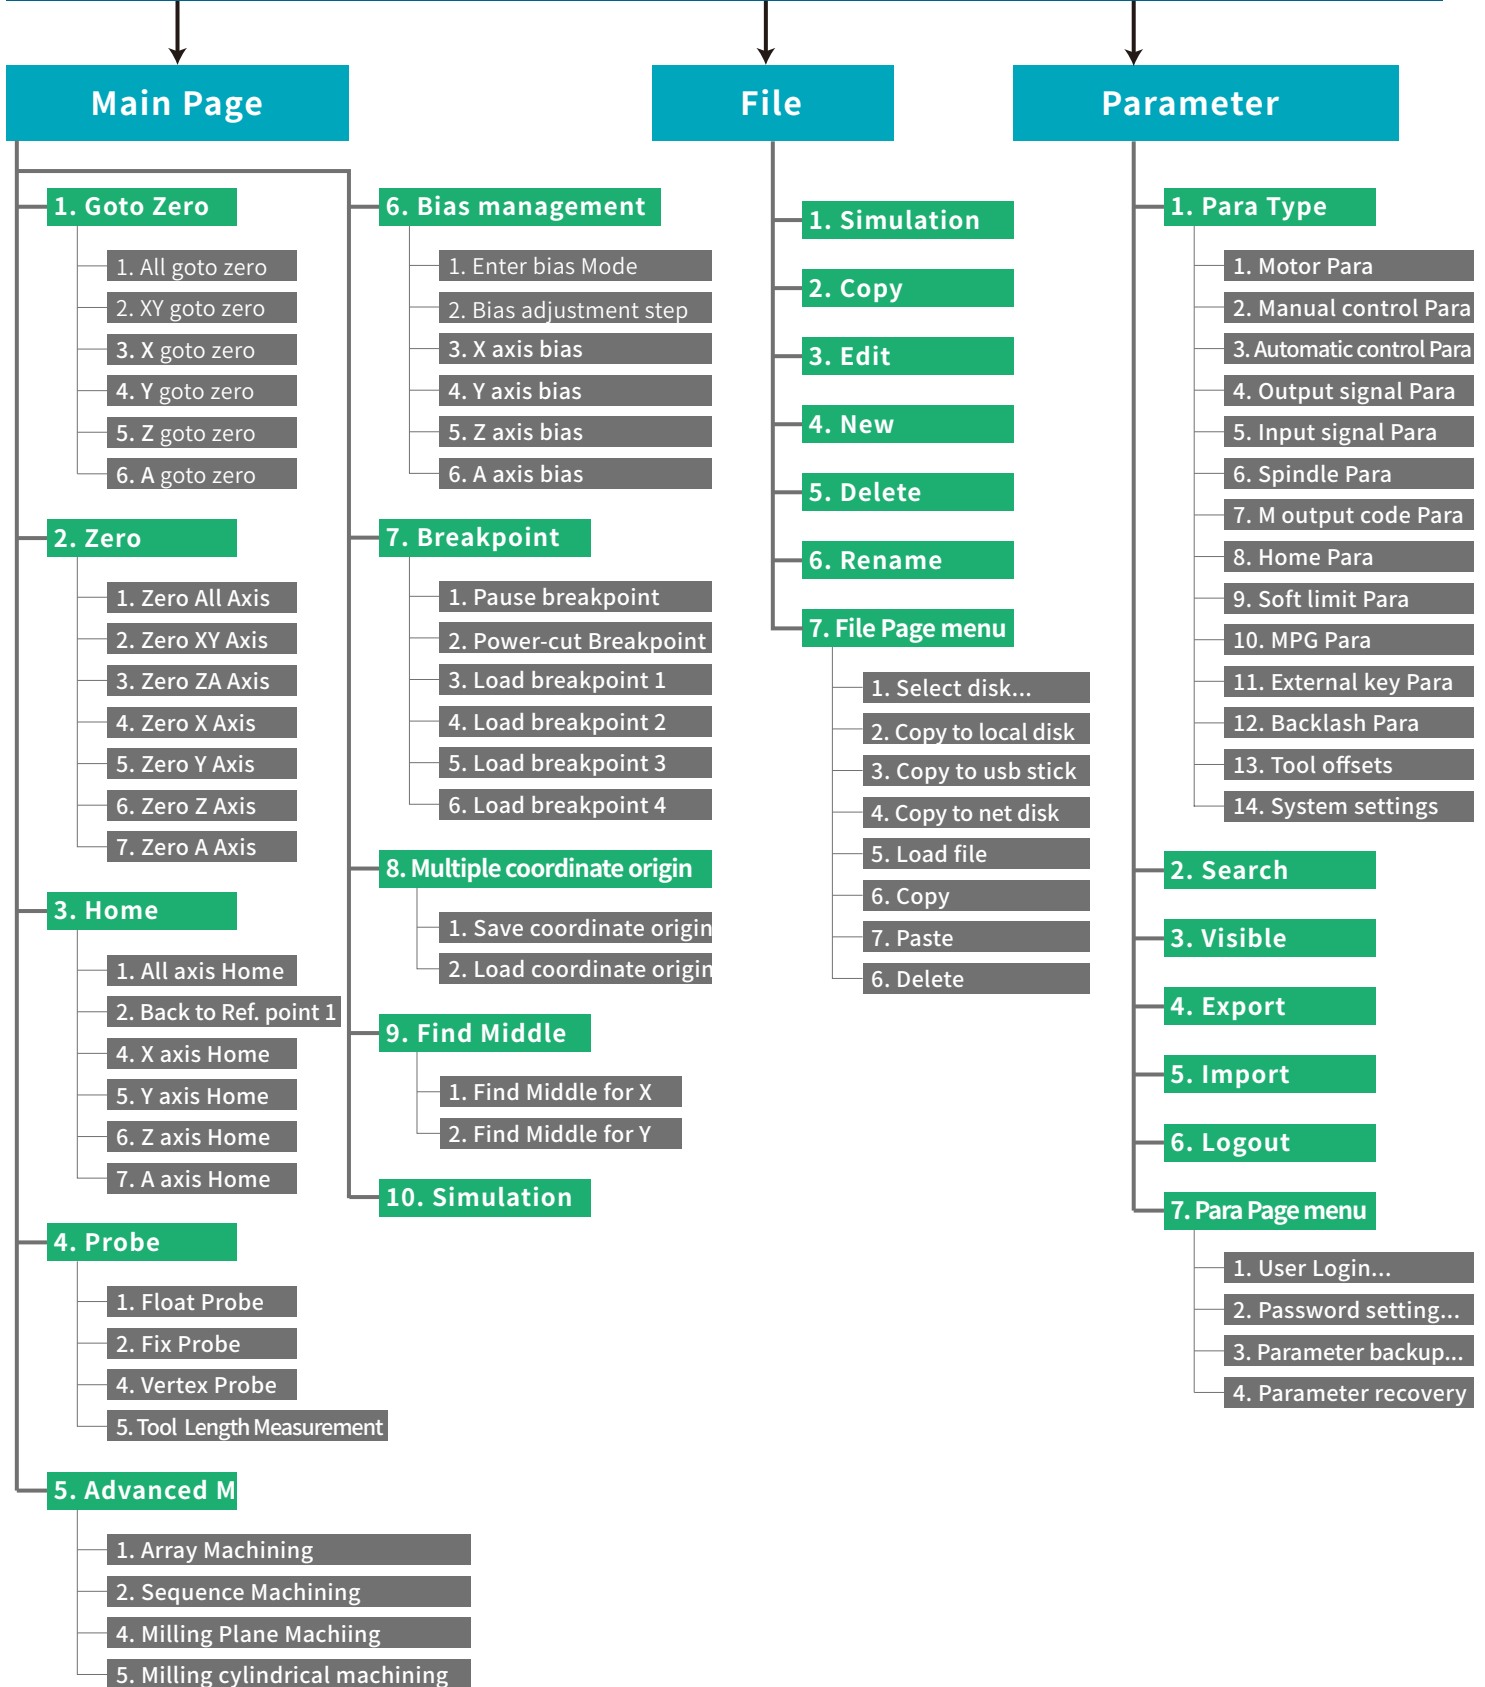 Main Page
1. Goto Zero
1. All goto zero
2. XY goto zero
3. X goto zero
4. Y goto zero
5. Z goto zero
6. A goto zero
2. Zero
1. Zero All Axis
2. Zero XY Axis
3. Zero ZA Axis
4. Zero X Axis
5. Zero Y Axis
6. Zero Z Axis
7. Zero A Axis
3. Home
1. All axis Home
2. Back to Ref. point 1
4. X axis Home
5. Y axis Home
6. Z axis Home
7. A axis Home
4. Probe
1. Float Probe
2. Fix Probe
4. Vertex Probe
5. Tool Length Measurement
5. Advanced M
1. Array Machining
2. Sequence Machining
4. Milling Plane Machiing
5. Milling cylindrical machining
6. Bias management
1. Enter bias Mode
2. Bias adjustment step
3. X axis bias
4. Y axis bias
5. Z axis bias
6. A axis bias
7. Breakpoint
1. Pause breakpoint
2. Power-cut Breakpoint
3. Load breakpoint 1
4. Load breakpoint 2
5. Load breakpoint 3
6. Load breakpoint 4
8. Multiple coordinate origin
1. Save coordinate origin
2. Load coordinate origin
9. Find Middle
1. Find Middle for X
2. Find Middle for Y
10. Simulation
File
1. Simulation
2. Copy
3. Edit
4. New
5. Delete
6. Rename
7. File Page menu
1. Select disk...
2. Copy to local disk
3. Copy to usb stick
4. Copy to net disk
5. Load file
6. Copy
7. Paste
6. Delete
Parameter
1. Para Type
1. Motor Para
2. Manual control Para
3. Automatic control Para
4. Output signal Para
5. Input signal Para
6. Spindle Para
7. M output code Para
8. Home Para
9. Soft limit Para
10. MPG Para
11. External key Para
12. Backlash Para
13. Tool offsets
14. System settings
2. Search
3. Visible
4. Export
5. Import
6. Logout
7. Para Page menu
1. User Login...
2. Password setting...
3. Parameter backup...
4. Parameter recovery